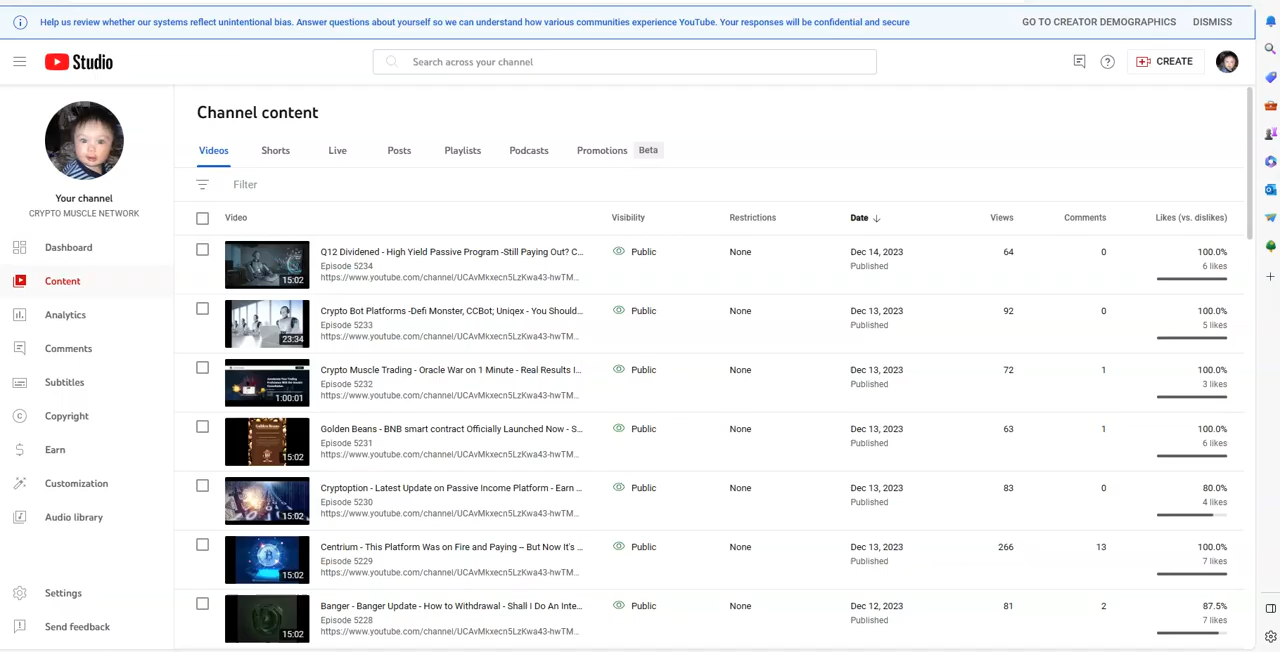 Help us review whether our systems reflect unintentional bias. Answer questions about yourself so we can understand how various communities experience YouTube. Your responses will be confidential and secure GO TO CREATOR DEMOGRAPHICS DISMISS
Studio Search across your channel CREATE
Channel content
Videos Shorts Live Posts Playlists Podcasts Promotions Beta
Your channel
CRYPTO MUSCLE NETWORK
Dashboard
Content
Analytics
Comments
Subtitles
Copyright
Earn
Customization
Audio library
Settings
Send feedback
Filter
Video Visibility Restrictions Date Views Comments Likes (vs. dislikes)
Q12 Dividened - High Yield Passive Program -Still Paying Out? C... Public None Dec 14, 2023 64 0 100.0%
Episode 5234 Published 6 likes
https://www.youtube.com/channel/UCAvMkxecn5LzKwa43-hwTM...
15:02
Crypto Bot Platforms -Defi Monster, CCBot; Uniqex - You Should... Public None Dec 13, 2023 92 0 100.0%
Episode 5233 Published 5 likes
https://www.youtube.com/channel/UCAvMkxecn5LzKwa43-hwTM...
23:34
Crypto Muscle Trading - Oracle War on 1 Minute - Real Results I... Public None Dec 13, 2023 72 1 100.0%
Episode 5232 Published 3 likes
https://www.youtube.com/channel/UCAvMkxecn5LzKwa43-hwTM...
1:00:01
Golden Beans - BNB smart contract Officially Launched Now - S... Public None Dec 13, 2023 63 1 100.0%
Episode 5231 Published 6 likes
https://www.youtube.com/channel/UCAvMkxecn5LzKwa43-hwTM...
15:02
Cryptoption - Latest Update on Passive Income Platform - Earn ... Public None Dec 13, 2023 83 0 80.0%
Episode 5230 Published 4 likes
https://www.youtube.com/channel/UCAvMkxecn5LzKwa43-hwTM...
15:02
Centrium - This Platform Was on Fire and Paying – But Now It's ... Public None Dec 13, 2023 266 13 100.0%
Episode 5229 Published 7 likes
https://www.youtube.com/channel/UCAvMkxecn5LzKwa43-hwTM...
15:02
Banger - Banger Update - How to Withdrawal - Shall I Do An Inte... Public None Dec 12, 2023 81 2 87.5%
Episode 5228 Published 7 likes
https://www.youtube.com/channel/UCAvMkxecn5LzKwa43-hwTM...
15:02